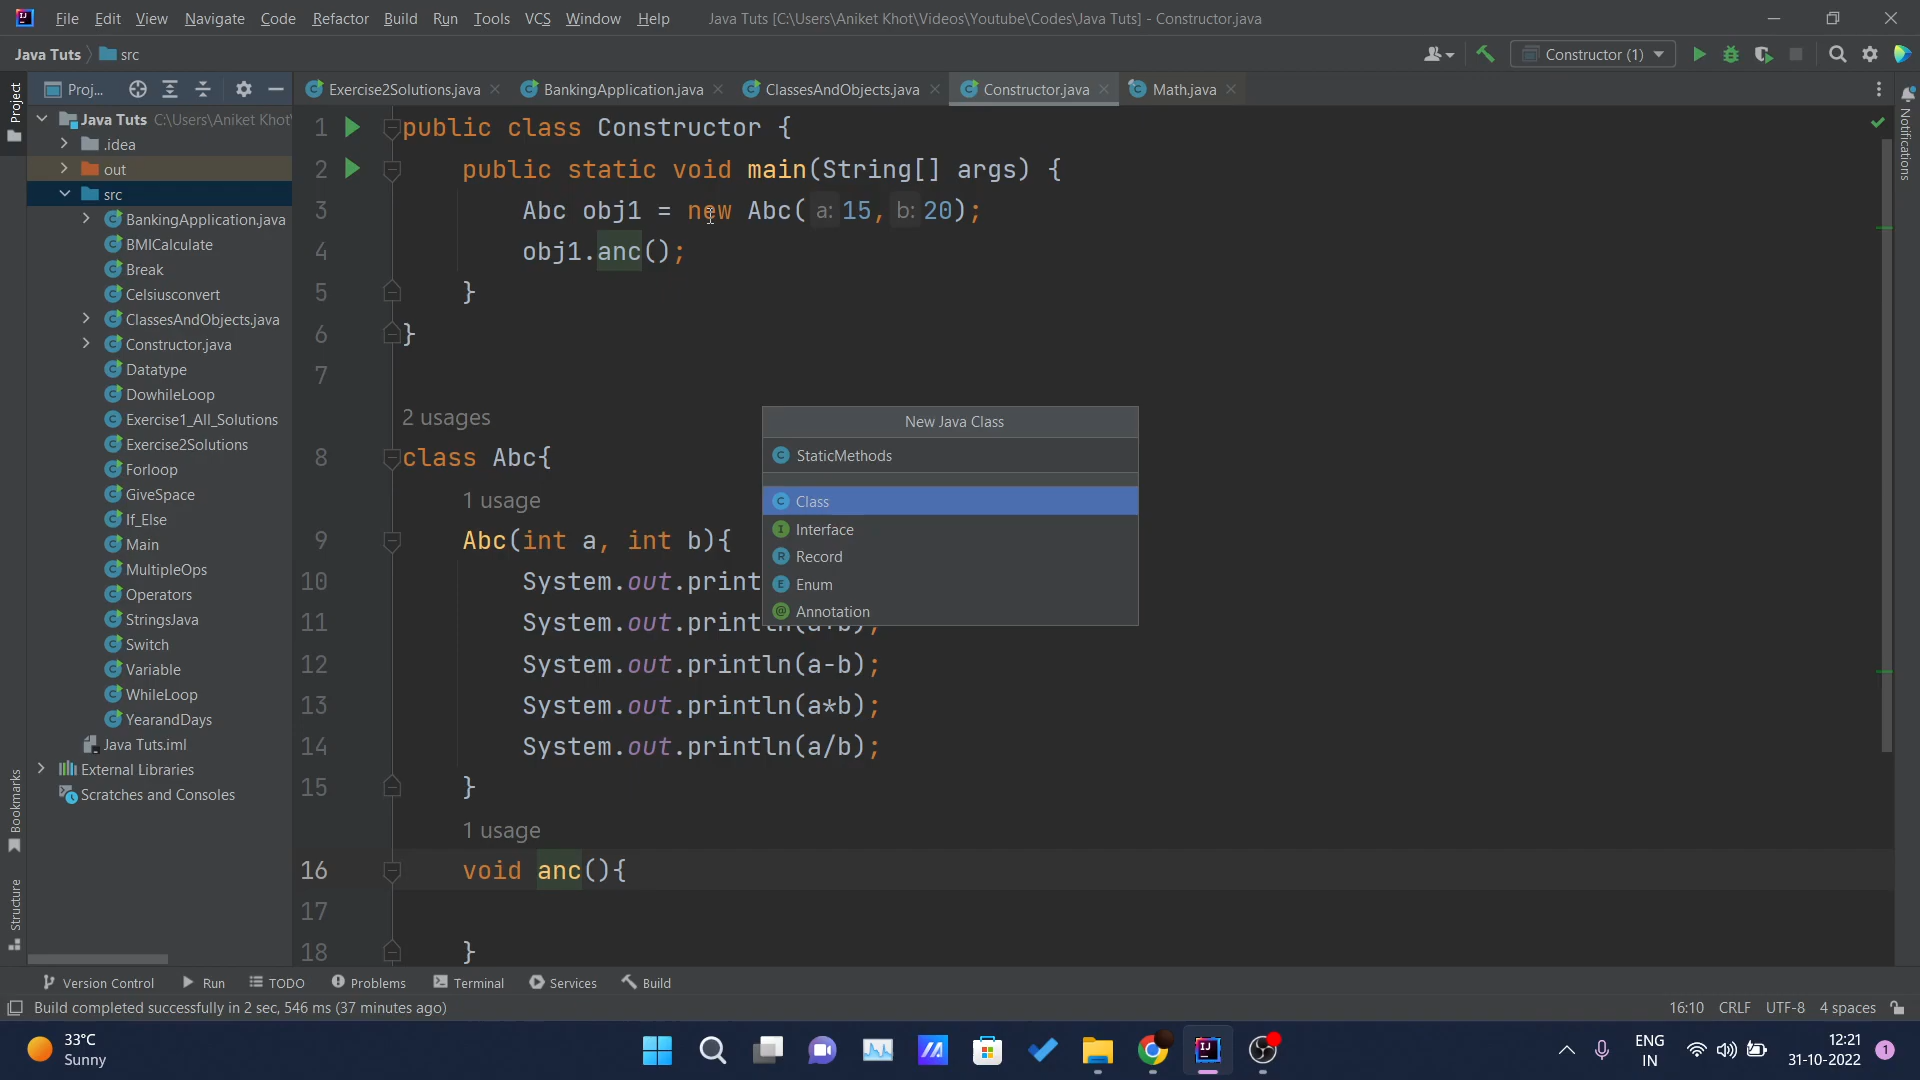 File Edit View Navigate Code Refactor Build Run Tools VCS Window Help Java Tuts [C:\Users\Aniket Khot\Videos\Youtube\Codes\Java Tuts] - Constructor.java
Java Tuts src Constructor (1)
Project
Proj...
Exercise2Solutions.java BankingApplication.java ClassesAndObjects.java Constructor.java Math.java
Notifications
Java Tuts C:\Users\Aniket Khot\
.idea
out
src
BankingApplication.java
BMICalculate
Break
Celsiusconvert
ClassesAndObjects.java
Constructor.java
Datatype
DowhileLoop
Exercise1_All_Solutions
Exercise2Solutions
Forloop
GiveSpace
If_Else
Main
MultipleOps
Operators
StringsJava
Switch
Variable
WhileLoop
YearandDays
Java Tuts.iml
External Libraries
Scratches and Consoles
Bookmarks
Structure
1 public class Constructor {
2 public static void main(String[] args) {
3 Abc obj1 = new Abc( a: 15, b: 20);
4 obj1.anc();
5 }
6 }
7
2 usages
8 class Abc{
1 usage
9 Abc(int a, int b){
10 System.out.print
11 System.out.println(a+b);
12 System.out.println(a-b);
13 System.out.println(a*b);
14 System.out.println(a/b);
15 }
1 usage
16 void anc(){
17
18 }
New Java Class
StaticMethods
Class
Interface
Record
Enum
Annotation
Version Control Run TODO Problems Terminal Services Build
Build completed successfully in 2 sec, 546 ms (37 minutes ago) 16:10 CRLF UTF-8 4 spaces
33°C
Sunny
ENG
IN
12:21
31-10-2022
1